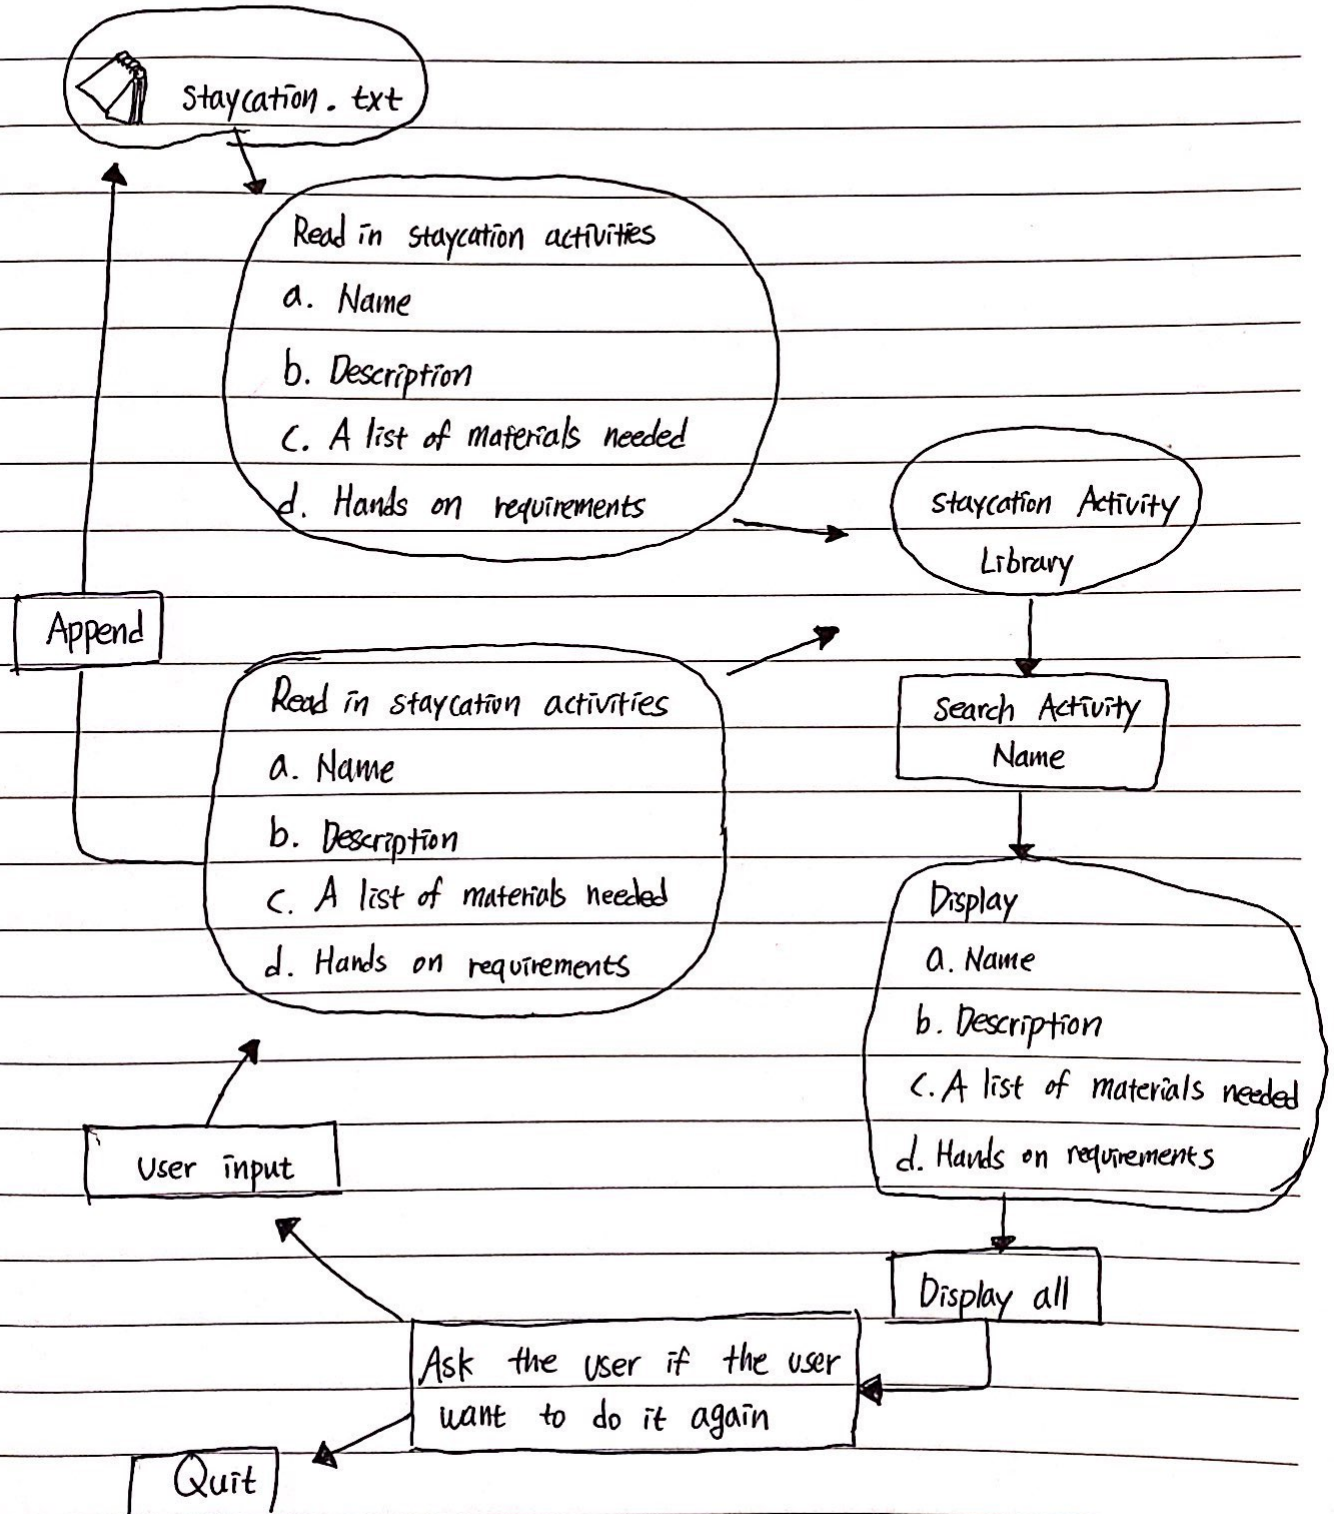 Staycation.txt
Read in staycation activities
a. Name
b. Description
c. A list of materials needed
d. Hands on requirements
Staycation Activity
Library
Append
Read in staycation activities
a. Name
b. Description
c. A list of materials needed
d. Hands on requirements
Search Activity
Name
Display
a. Name
b. Description
c. A list of materials needed
d. Hands on requirements
User input
Display all
Ask the user if the user
want to do it again
Quit